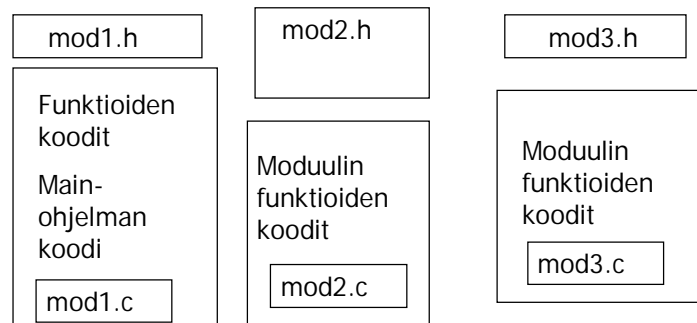 mod1.h
mod2.h
mod3.h
Funktioiden
koodit
Main-
ohjelman
koodi
mod1.c
Moduulin
funktioiden
koodit
mod2.c
Moduulin
funktioiden
koodit
mod3.c